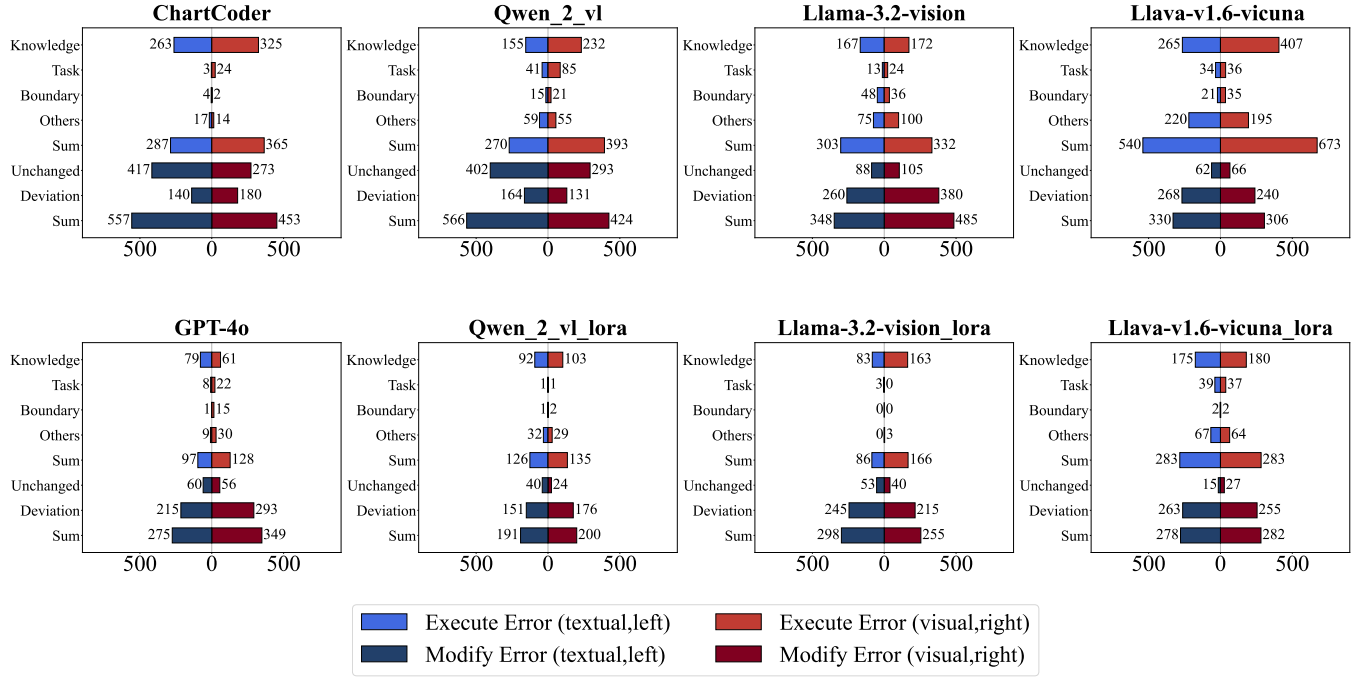 ChartCoder
Knowledge 263 325
Task 3 24
Boundary 4 2
Others 17 14
Sum 287 365
Unchanged 417 273
Deviation 140 180
Sum 557 453
500 0 500
Qwen_2_vl
Knowledge 155 232
Task 41 85
Boundary 15 21
Others 59 55
Sum 270 393
Unchanged 402 293
Deviation 164 131
Sum 566 424
500 0 500
Llama-3.2-vision
Knowledge 167 172
Task 13 24
Boundary 48 36
Others 75 100
Sum 303 332
Unchanged 88 105
Deviation 260 380
Sum 348 485
500 0 500
Llava-v1.6-vicuna
Knowledge 265 407
Task 34 36
Boundary 21 35
Others 220 195
Sum 540 673
Unchanged 62 66
Deviation 268 240
Sum 330 306
500 0 500
GPT-4o
Knowledge 79 61
Task 8 22
Boundary 1 15
Others 9 30
Sum 97 128
Unchanged 60 56
Deviation 215 293
Sum 275 349
500 0 500
Qwen_2_vl_lora
Knowledge 92 103
Task 1 1
Boundary 1 2
Others 32 29
Sum 126 135
Unchanged 40 24
Deviation 151 176
Sum 191 200
500 0 500
Llama-3.2-vision_lora
Knowledge 83 163
Task 3 0
Boundary 0 0
Others 0 3
Sum 86 166
Unchanged 53 40
Deviation 245 215
Sum 298 255
500 0 500
Llava-v1.6-vicuna_lora
Knowledge 175 180
Task 39 37
Boundary 2 2
Others 67 64
Sum 283 283
Unchanged 15 27
Deviation 263 255
Sum 278 282
500 0 500
Execute Error (textual,left)
Execute Error (visual,right)
Modify Error (textual,left)
Modify Error (visual,right)